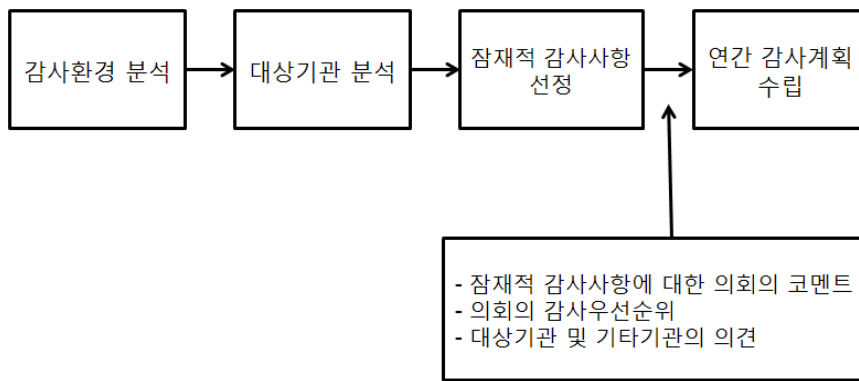 감사환경 분석
대상기관 분석
잠재적 감사사항
선정
연간 감사계획
수립
- 잠재적 감사사항에 대한 의회의 코멘트
- 의회의 감사우선순위
- 대상기관 및 기타기관의 의견